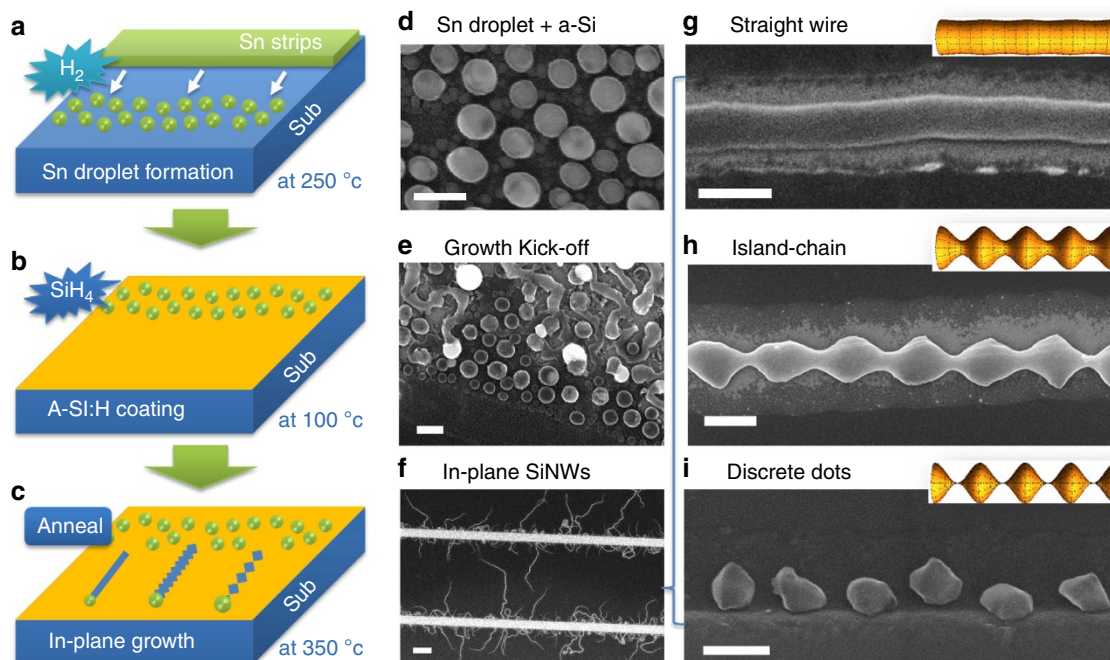 a
Sn strips
H₂
Sub
Sn droplet formation
at 250 °c
b
SiH₄
Sub
A-SI:H coating
at 100 °c
c
Anneal
Sub
In-plane growth
at 350 °c
d Sn droplet + a-Si
e Growth Kick-off
f In-plane SiNWs
g Straight wire
h Island-chain
i Discrete dots